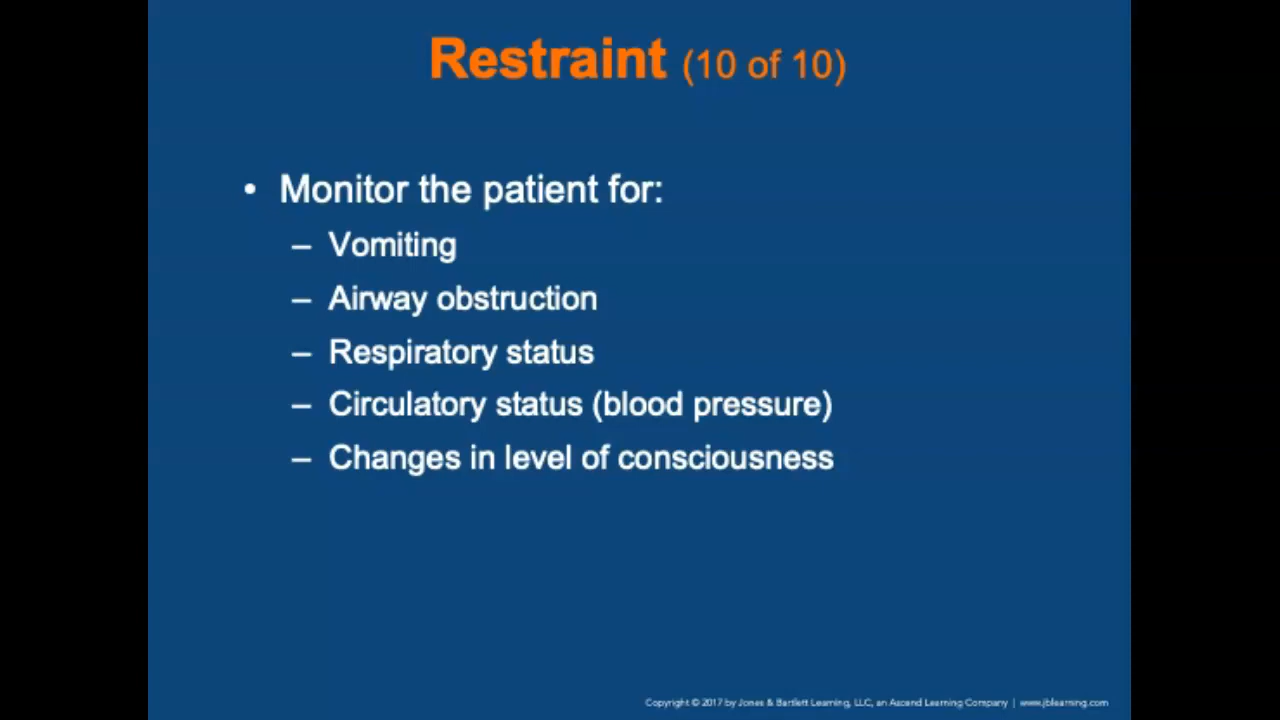 Restraint (10 of 10)
• Monitor the patient for:
– Vomiting
– Airway obstruction
– Respiratory status
– Circulatory status (blood pressure)
– Changes in level of consciousness
Copyright © 2017 by Jones & Bartlett Learning, LLC, an Ascend Learning Company | www.jblearning.com